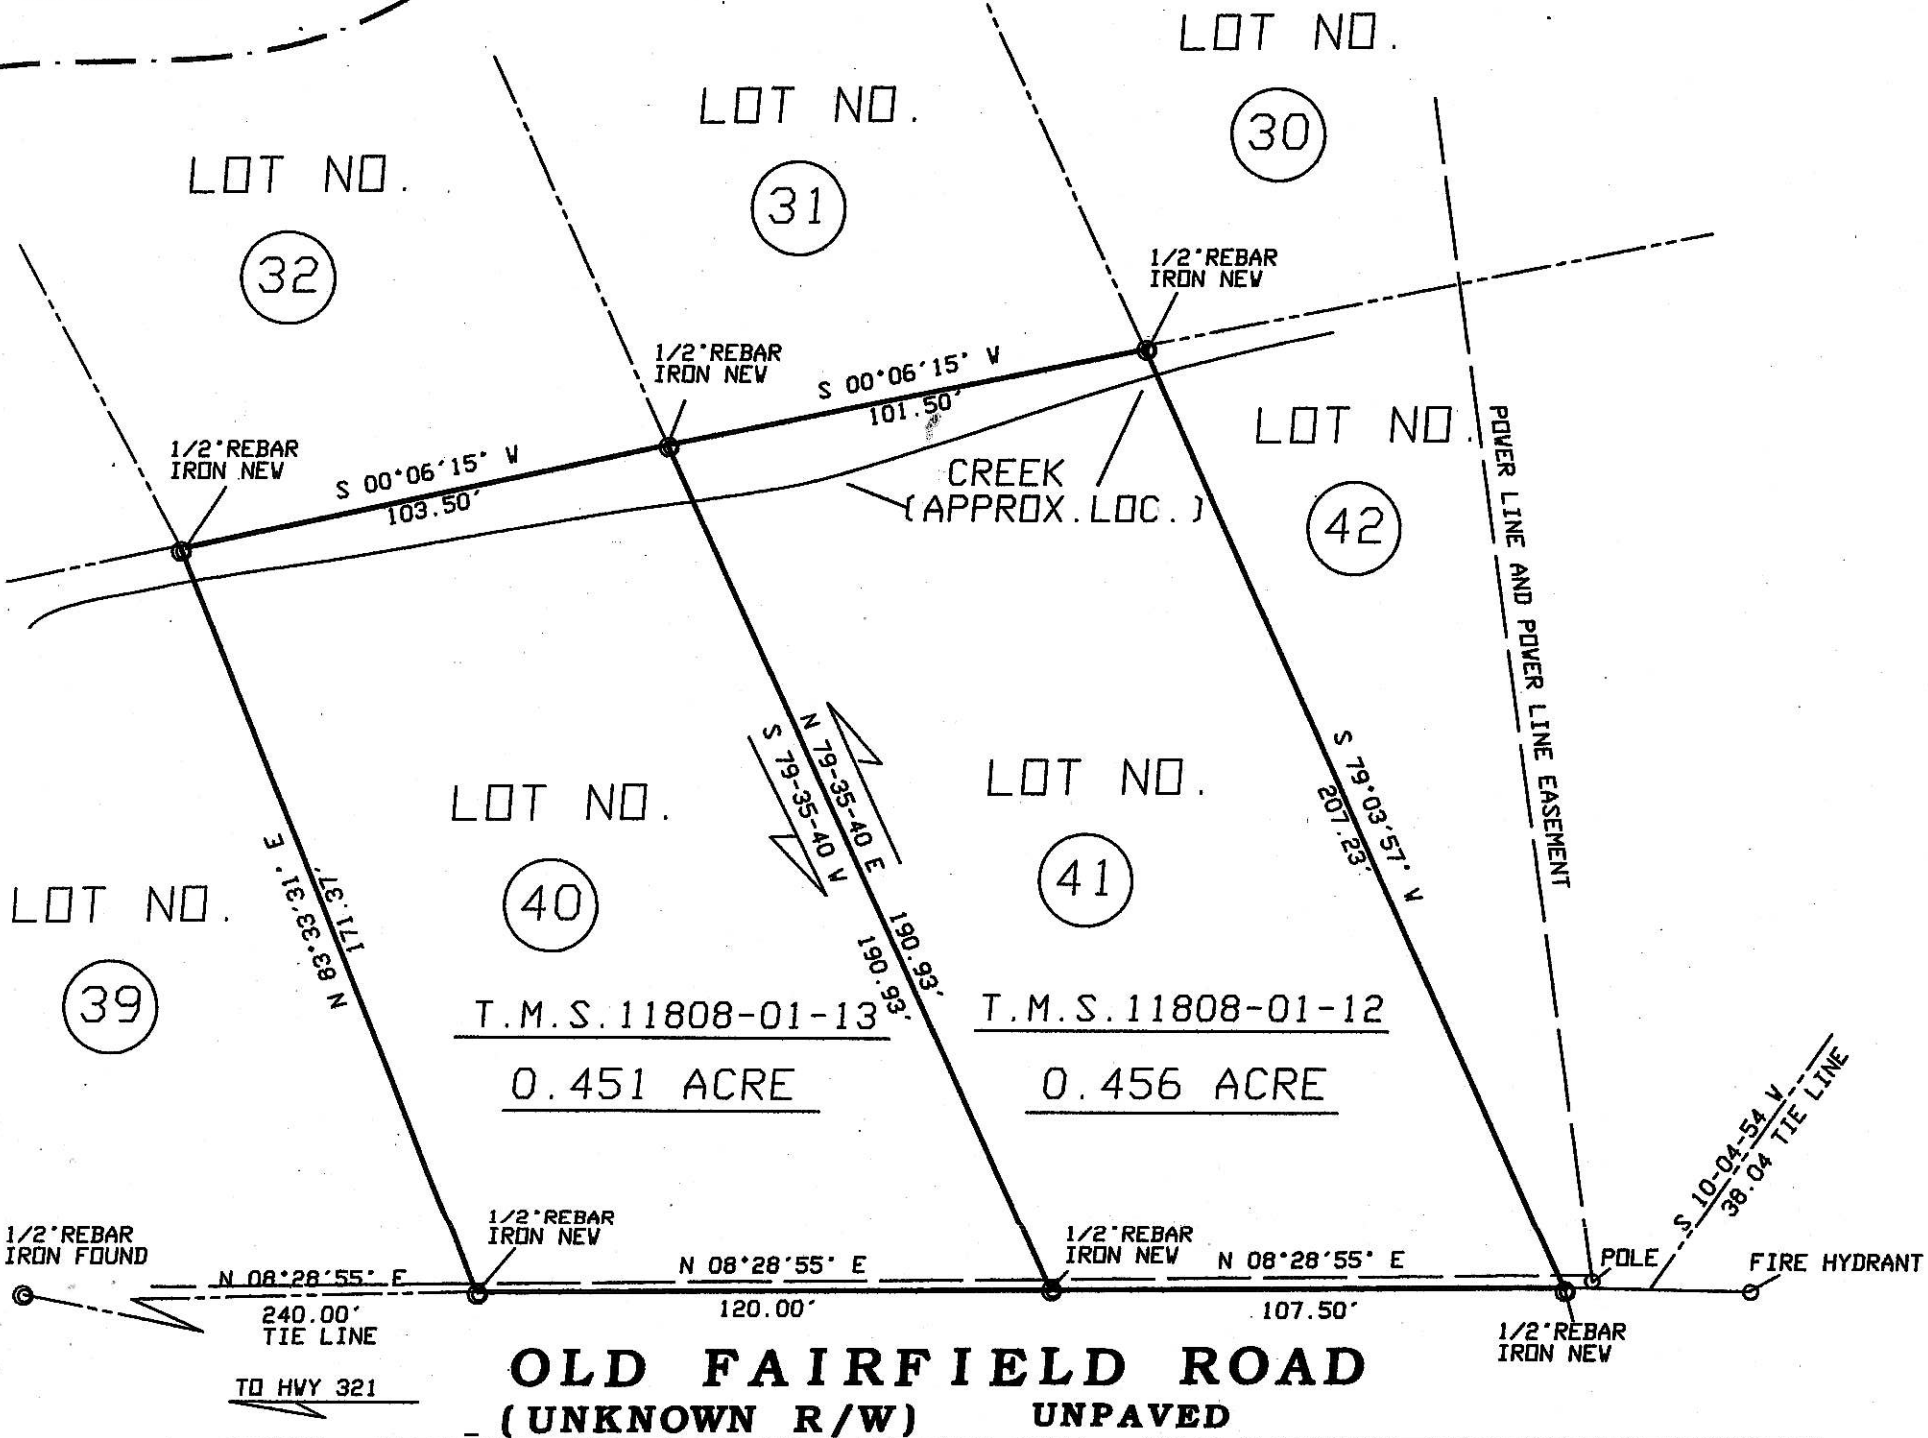 LOT NO.
30
LOT NO.
31
LOT NO.
32
1/2"REBAR
IRON NEW
1/2"REBAR
IRON NEW
S 00°06'15" W
101.50'
1/2"REBAR
IRON NEW
S 00°06'15" W
103.50'
CREEK
(APPROX.LOC.)
LOT NO.
42
POWER LINE AND POWER LINE EASEMENT
N 79-35-40 E
S 79-35-40 W
190.93'
190.93'
S 79°03'57" W
207.23'
LOT NO.
41
T.M.S.11808-01-12
0.456 ACRE
LOT NO.
40
T.M.S.11808-01-13
0.451 ACRE
N 83°33'31" E
171.37'
LOT NO.
39
S 10-04-54 W
38.04 TIE LINE
1/2"REBAR
IRON FOUND
1/2"REBAR
IRON NEW
1/2"REBAR
IRON NEW
POLE
FIRE HYDRANT
N 08°28'55" E
240.00'
TIE LINE
N 08°28'55" E
120.00'
N 08°28'55" E
107.50'
1/2"REBAR
IRON NEW
TO HWY 321
OLD FAIRFIELD ROAD
(UNKNOWN R/W) UNPAVED